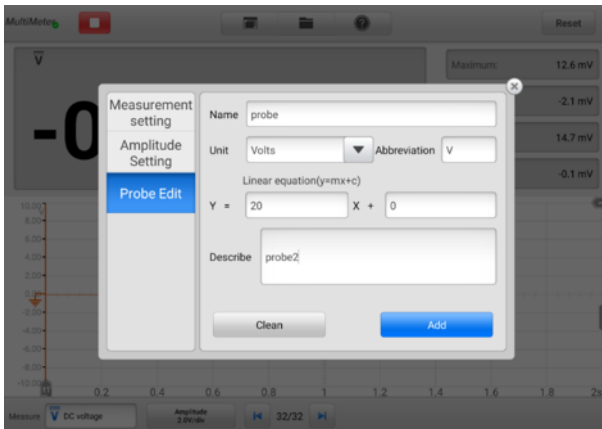 MultiMeter
Reset
V
Maximum: 12.6 mV
-2.1 mV
14.7 mV
-0.1 mV
-0
Measurement setting
Amplitude Setting
Probe Edit
Name probe
Unit Volts Abbreviation V
Linear equation(y=mx+c)
Y = 20 X + 0
Describe probe2
Clean Add
10.00
8.00
6.00
4.00
2.00
0.00
-2.00
-4.00
-6.00
-8.00
-10.00
0.2 0.4 0.6 0.8 1 1.2 1.4 1.6 1.8 2s
Measure V DC voltage Amplitude 2.0V/div 32/32